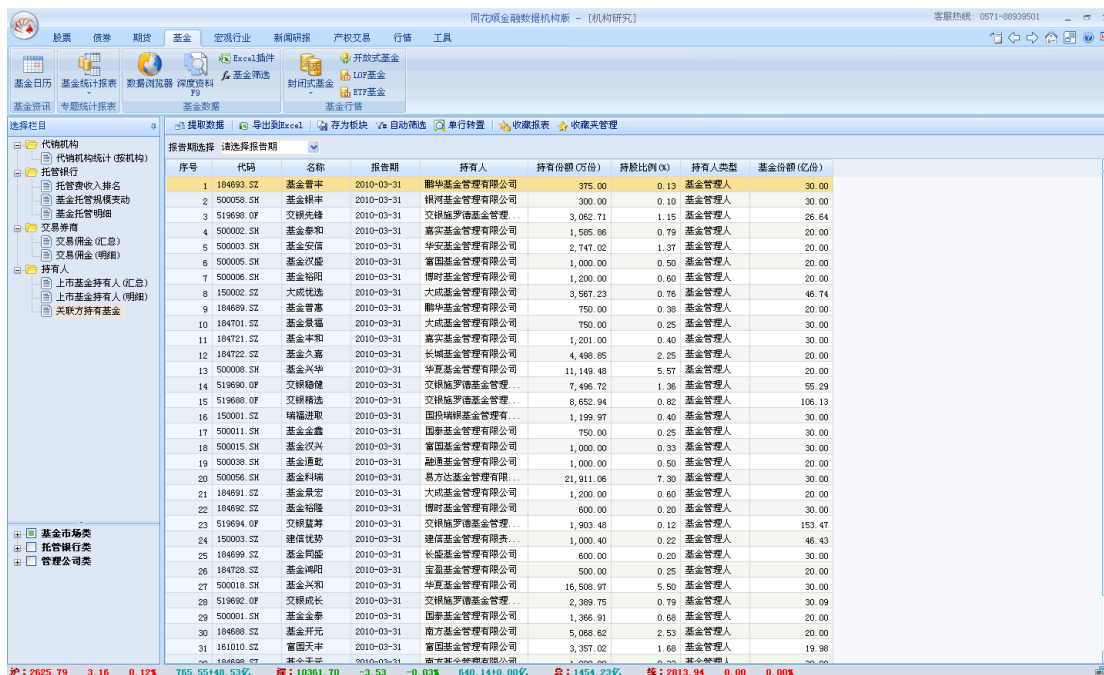 同花顺金融数据机构版 - [机构研究]
客服热线: 0571-88939501
股票 债券 期货 基金 宏观行业 新闻研报 产权交易 行情 工具
基金日历 基金统计报表 数据浏览器 深度资料 F9 Excel插件 基金筛选 封闭式基金 开放式基金 LOF基金 ETF基金
基金资讯 专题统计报表 基金数据 基金行情
选择栏目
提取数据 导出到Excel 存为板块 自动筛选 单行转置 收藏报表 收藏夹管理
代销机构
代销机构统计(按机构)
托管银行
托管费收入排名
基金托管规模变动
基金托管明细
交易券商
交易佣金(汇总)
交易佣金(明细)
持有人
上市基金持有人(汇总)
上市基金持有人(明细)
关联方持有基金
基金市场类
托管银行类
管理公司类
报告期选择 请选择报告期
序号 代码 名称 报告期 持有人 持有份额(万份) 持股比例(%) 持有人类型 基金份额(亿份)
1 184693.SZ 基金普丰 2010-03-31 鹏华基金管理有限公司 375.00 0.13 基金管理人 30.00
2 500058.SH 基金银丰 2010-03-31 银河基金管理有限公司 300.00 0.10 基金管理人 30.00
3 519698.OF 交银先锋 2010-03-31 交银施罗德基金管理... 3,062.71 1.15 基金管理人 26.64
4 500002.SH 基金泰和 2010-03-31 嘉实基金管理有限公司 1,585.86 0.79 基金管理人 20.00
5 500003.SH 基金安信 2010-03-31 华安基金管理有限公司 2,747.02 1.37 基金管理人 20.00
6 500005.SH 基金汉盛 2010-03-31 富国基金管理有限公司 1,000.00 0.50 基金管理人 20.00
7 500006.SH 基金裕阳 2010-03-31 博时基金管理有限公司 1,200.00 0.60 基金管理人 20.00
8 150002.SZ 大成优选 2010-03-31 大成基金管理有限公司 3,567.23 0.76 基金管理人 46.74
9 184689.SZ 基金普惠 2010-03-31 鹏华基金管理有限公司 750.00 0.38 基金管理人 20.00
10 184701.SZ 基金景福 2010-03-31 大成基金管理有限公司 750.00 0.25 基金管理人 30.00
11 184721.SZ 基金丰和 2010-03-31 嘉实基金管理有限公司 1,201.00 0.40 基金管理人 30.00
12 184722.SZ 基金久嘉 2010-03-31 长城基金管理有限公司 4,498.85 2.25 基金管理人 20.00
13 500008.SH 基金兴华 2010-03-31 华夏基金管理有限公司 11,149.48 5.57 基金管理人 20.00
14 519690.OF 交银稳健 2010-03-31 交银施罗德基金管理... 7,496.72 1.36 基金管理人 55.29
15 519688.OF 交银精选 2010-03-31 交银施罗德基金管理... 8,652.94 0.82 基金管理人 106.13
16 150001.SZ 瑞福进取 2010-03-31 国投瑞银基金管理有... 1,199.97 0.40 基金管理人 30.00
17 500011.SH 基金金鑫 2010-03-31 国泰基金管理有限公司 750.00 0.25 基金管理人 30.00
18 500015.SH 基金汉兴 2010-03-31 富国基金管理有限公司 1,000.00 0.33 基金管理人 30.00
19 500038.SH 基金通乾 2010-03-31 融通基金管理有限公司 1,000.00 0.50 基金管理人 20.00
20 500056.SH 基金科瑞 2010-03-31 易方达基金管理有限... 21,911.06 7.30 基金管理人 30.00
21 184691.SZ 基金景宏 2010-03-31 大成基金管理有限公司 1,200.00 0.60 基金管理人 20.00
22 184692.SZ 基金裕隆 2010-03-31 博时基金管理有限公司 600.00 0.20 基金管理人 30.00
23 519694.OF 交银蓝筹 2010-03-31 交银施罗德基金管理... 1,903.48 0.12 基金管理人 153.47
24 150003.SZ 建信优势 2010-03-31 建信基金管理有限责... 1,000.40 0.22 基金管理人 46.43
25 184699.SZ 基金同盛 2010-03-31 长盛基金管理有限公司 600.00 0.20 基金管理人 30.00
26 184728.SZ 基金鸿阳 2010-03-31 宝盈基金管理有限公司 500.00 0.25 基金管理人 20.00
27 500018.SH 基金兴和 2010-03-31 华夏基金管理有限公司 16,508.97 5.50 基金管理人 30.00
28 519692.OF 交银成长 2010-03-31 交银施罗德基金管理... 2,389.75 0.79 基金管理人 30.09
29 500001.SH 基金金泰 2010-03-31 国泰基金管理有限公司 1,366.91 0.68 基金管理人 20.00
30 184688.SZ 基金开元 2010-03-31 南方基金管理有限公司 5,068.62 2.53 基金管理人 20.00
31 161010.SZ 富国天丰 2010-03-31 富国基金管理有限公司 3,357.02 1.68 基金管理人 19.98
沪:2625.79 3.16 0.12% 765.55+48.53亿 深:10361.70 -3.53 -0.03% 640.14+0.00亿 总:1454.23亿 综:2813.94 0.00 0.00%